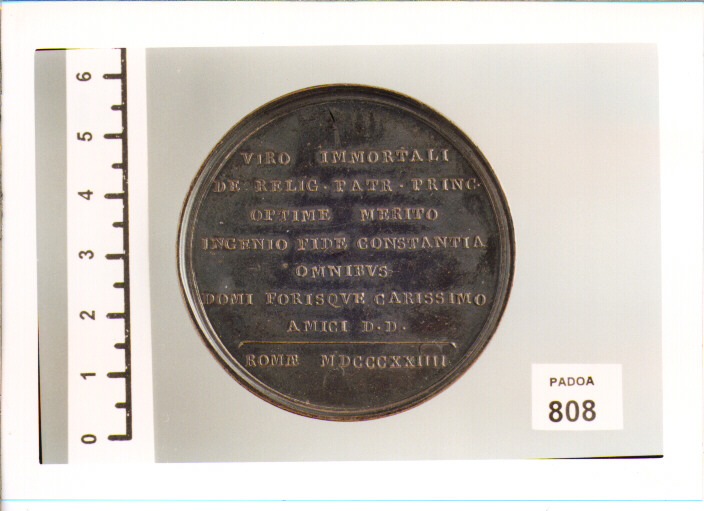 VIRO IMMORTALI
DE RELIG · PATR · PRINC·
OPTIME MERITO
INGENIO FIDE CONSTANTIA
OMNIBVS
DOMI FORISQVE CARISSIMO
AMICI D·D·
ROMÆ MDCCCXXIIII
PADOA
808
6
5
4
3
2
1
0